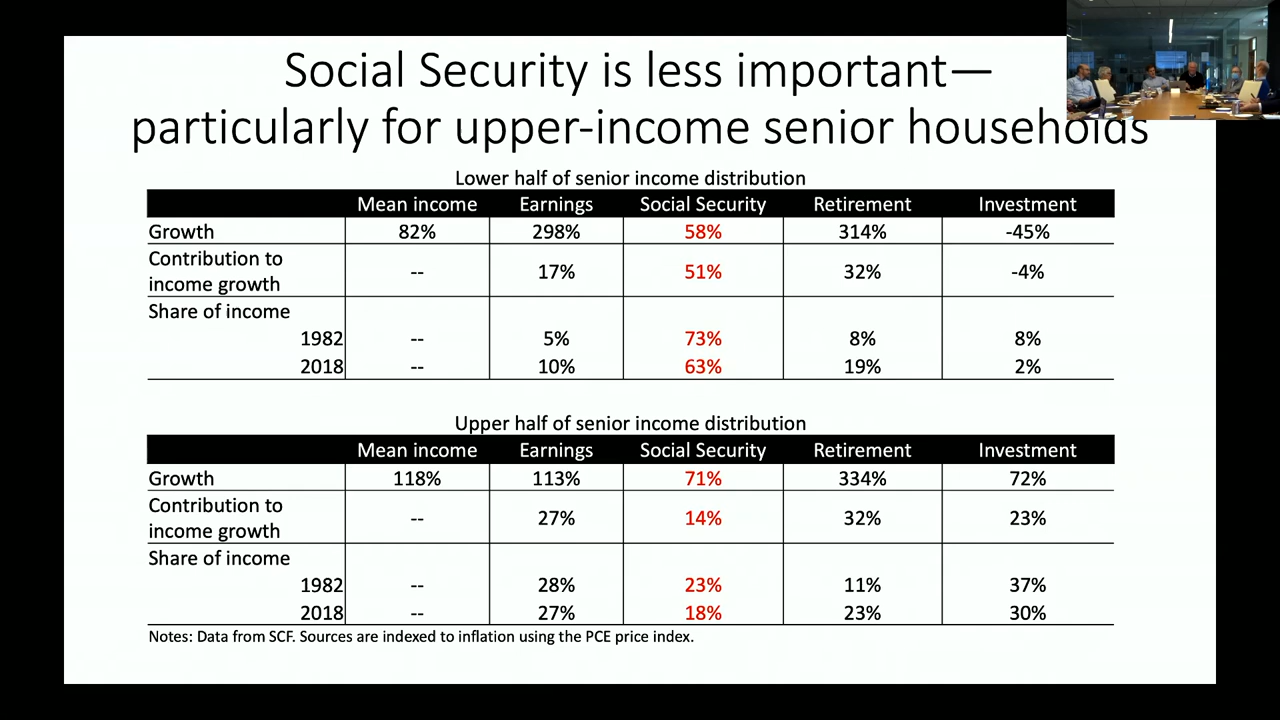 Social Security is less important—
particularly for upper-income senior households
Lower half of senior income distribution
Mean income Earnings Social Security Retirement Investment
Growth 82% 298% 58% 314% -45%
Contribution to
income growth -- 17% 51% 32% -4%
Share of income
1982 -- 5% 73% 8% 8%
2018 -- 10% 63% 19% 2%
Upper half of senior income distribution
Mean income Earnings Social Security Retirement Investment
Growth 118% 113% 71% 334% 72%
Contribution to
income growth -- 27% 14% 32% 23%
Share of income
1982 -- 28% 23% 11% 37%
2018 -- 27% 18% 23% 30%
Notes: Data from SCF. Sources are indexed to inflation using the PCE price index.